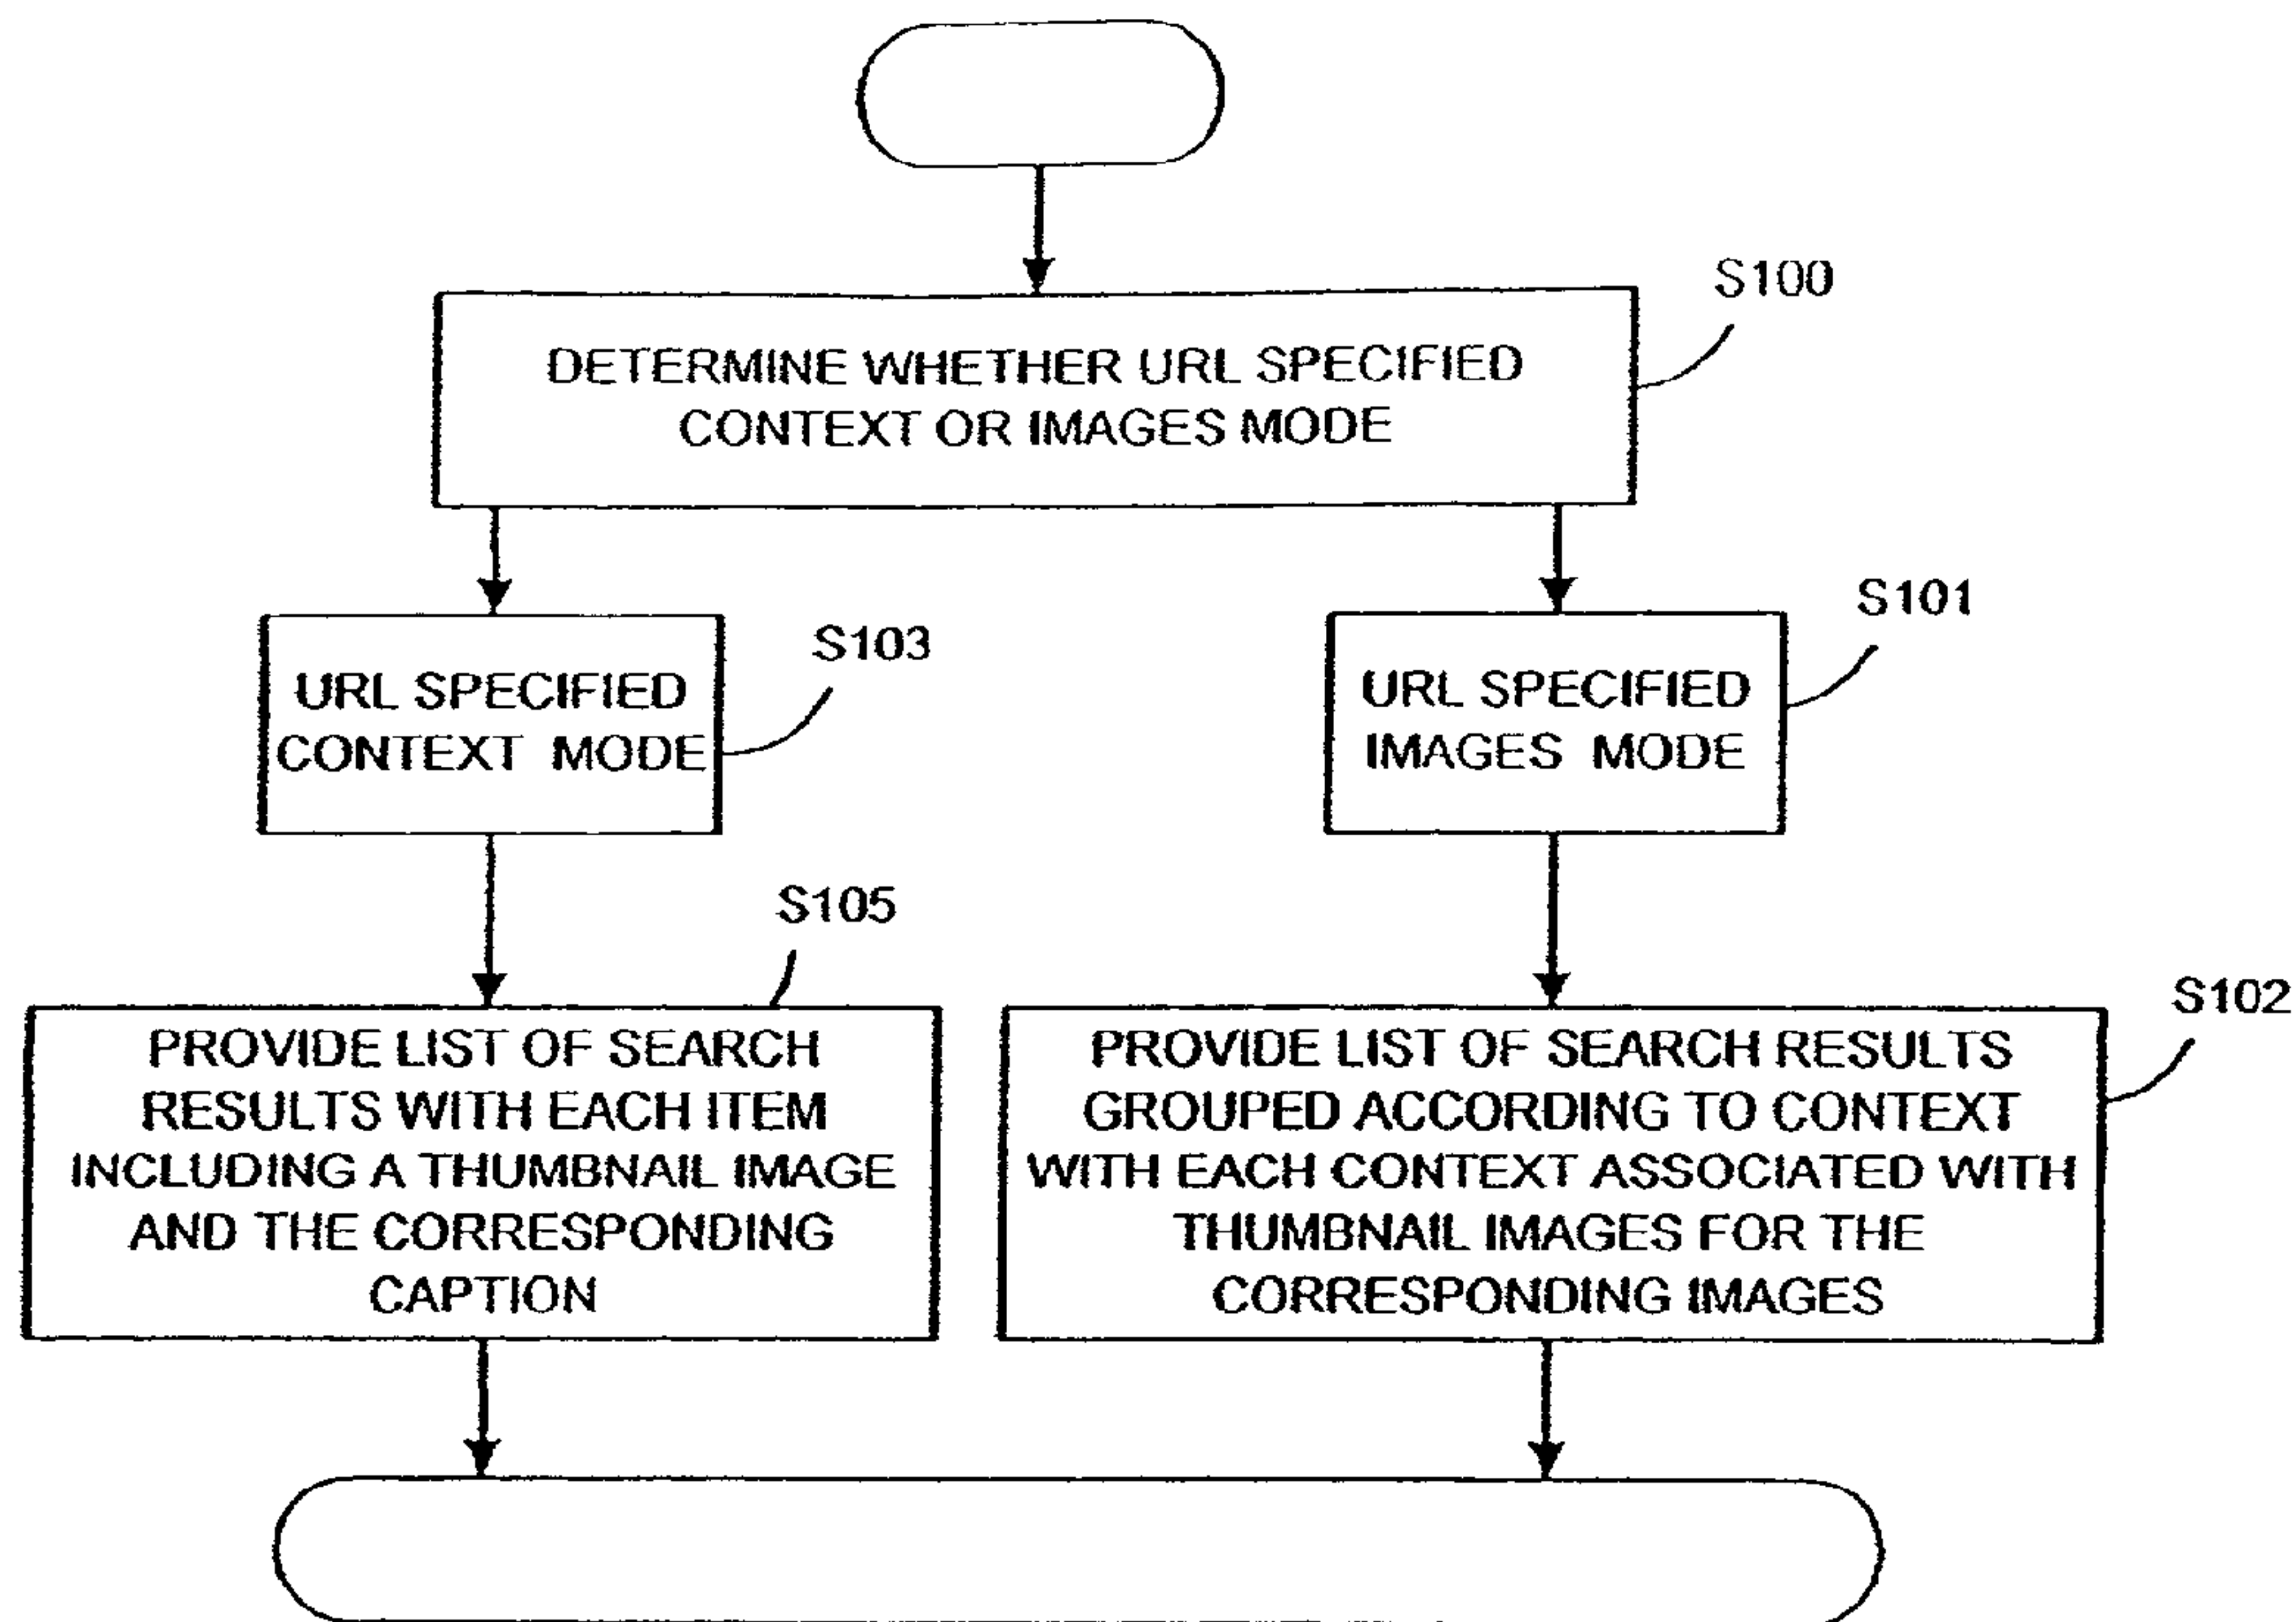 S100
DETERMINE WHETHER URL SPECIFIED
CONTEXT OR IMAGES MODE
S103
URL SPECIFIED
CONTEXT MODE
S101
URL SPECIFIED
IMAGES MODE
S105
PROVIDE LIST OF SEARCH
RESULTS WITH EACH ITEM
INCLUDING A THUMBNAIL IMAGE
AND THE CORRESPONDING
CAPTION
S102
PROVIDE LIST OF SEARCH RESULTS
GROUPED ACCORDING TO CONTEXT
WITH EACH CONTEXT ASSOCIATED WITH
THUMBNAIL IMAGES FOR THE
CORRESPONDING IMAGES